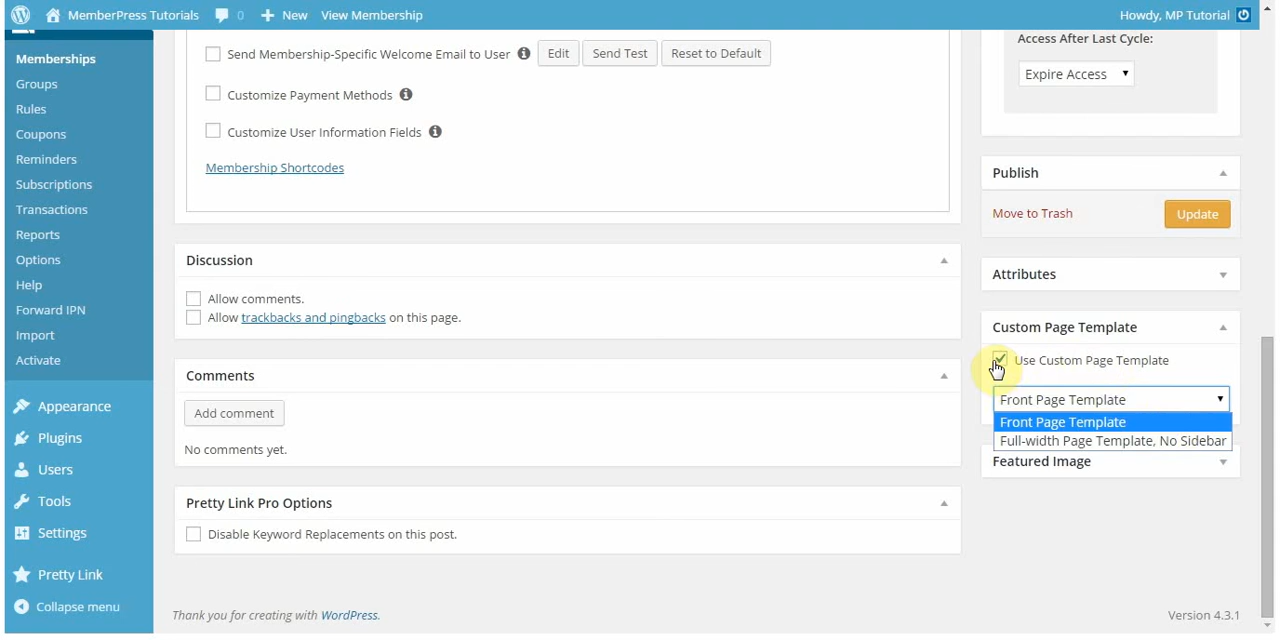 MemberPress Tutorials 0 New View Membership Howdy, MP Tutorial
Memberships
Groups
Rules
Coupons
Reminders
Subscriptions
Transactions
Reports
Options
Help
Forward IPN
Import
Activate
Appearance
Plugins
Users
Tools
Settings
Pretty Link
Collapse menu
Send Membership-Specific Welcome Email to User Edit Send Test Reset to Default
Customize Payment Methods
Customize User Information Fields
Membership Shortcodes
Discussion
Allow comments.
Allow trackbacks and pingbacks on this page.
Comments
Add comment
No comments yet.
Pretty Link Pro Options
Disable Keyword Replacements on this post.
Access After Last Cycle:
Expire Access
Publish
Move to Trash Update
Attributes
Custom Page Template
Use Custom Page Template
Front Page Template
Front Page Template
Full-width Page Template, No Sidebar
Featured Image
Thank you for creating with WordPress. Version 4.3.1